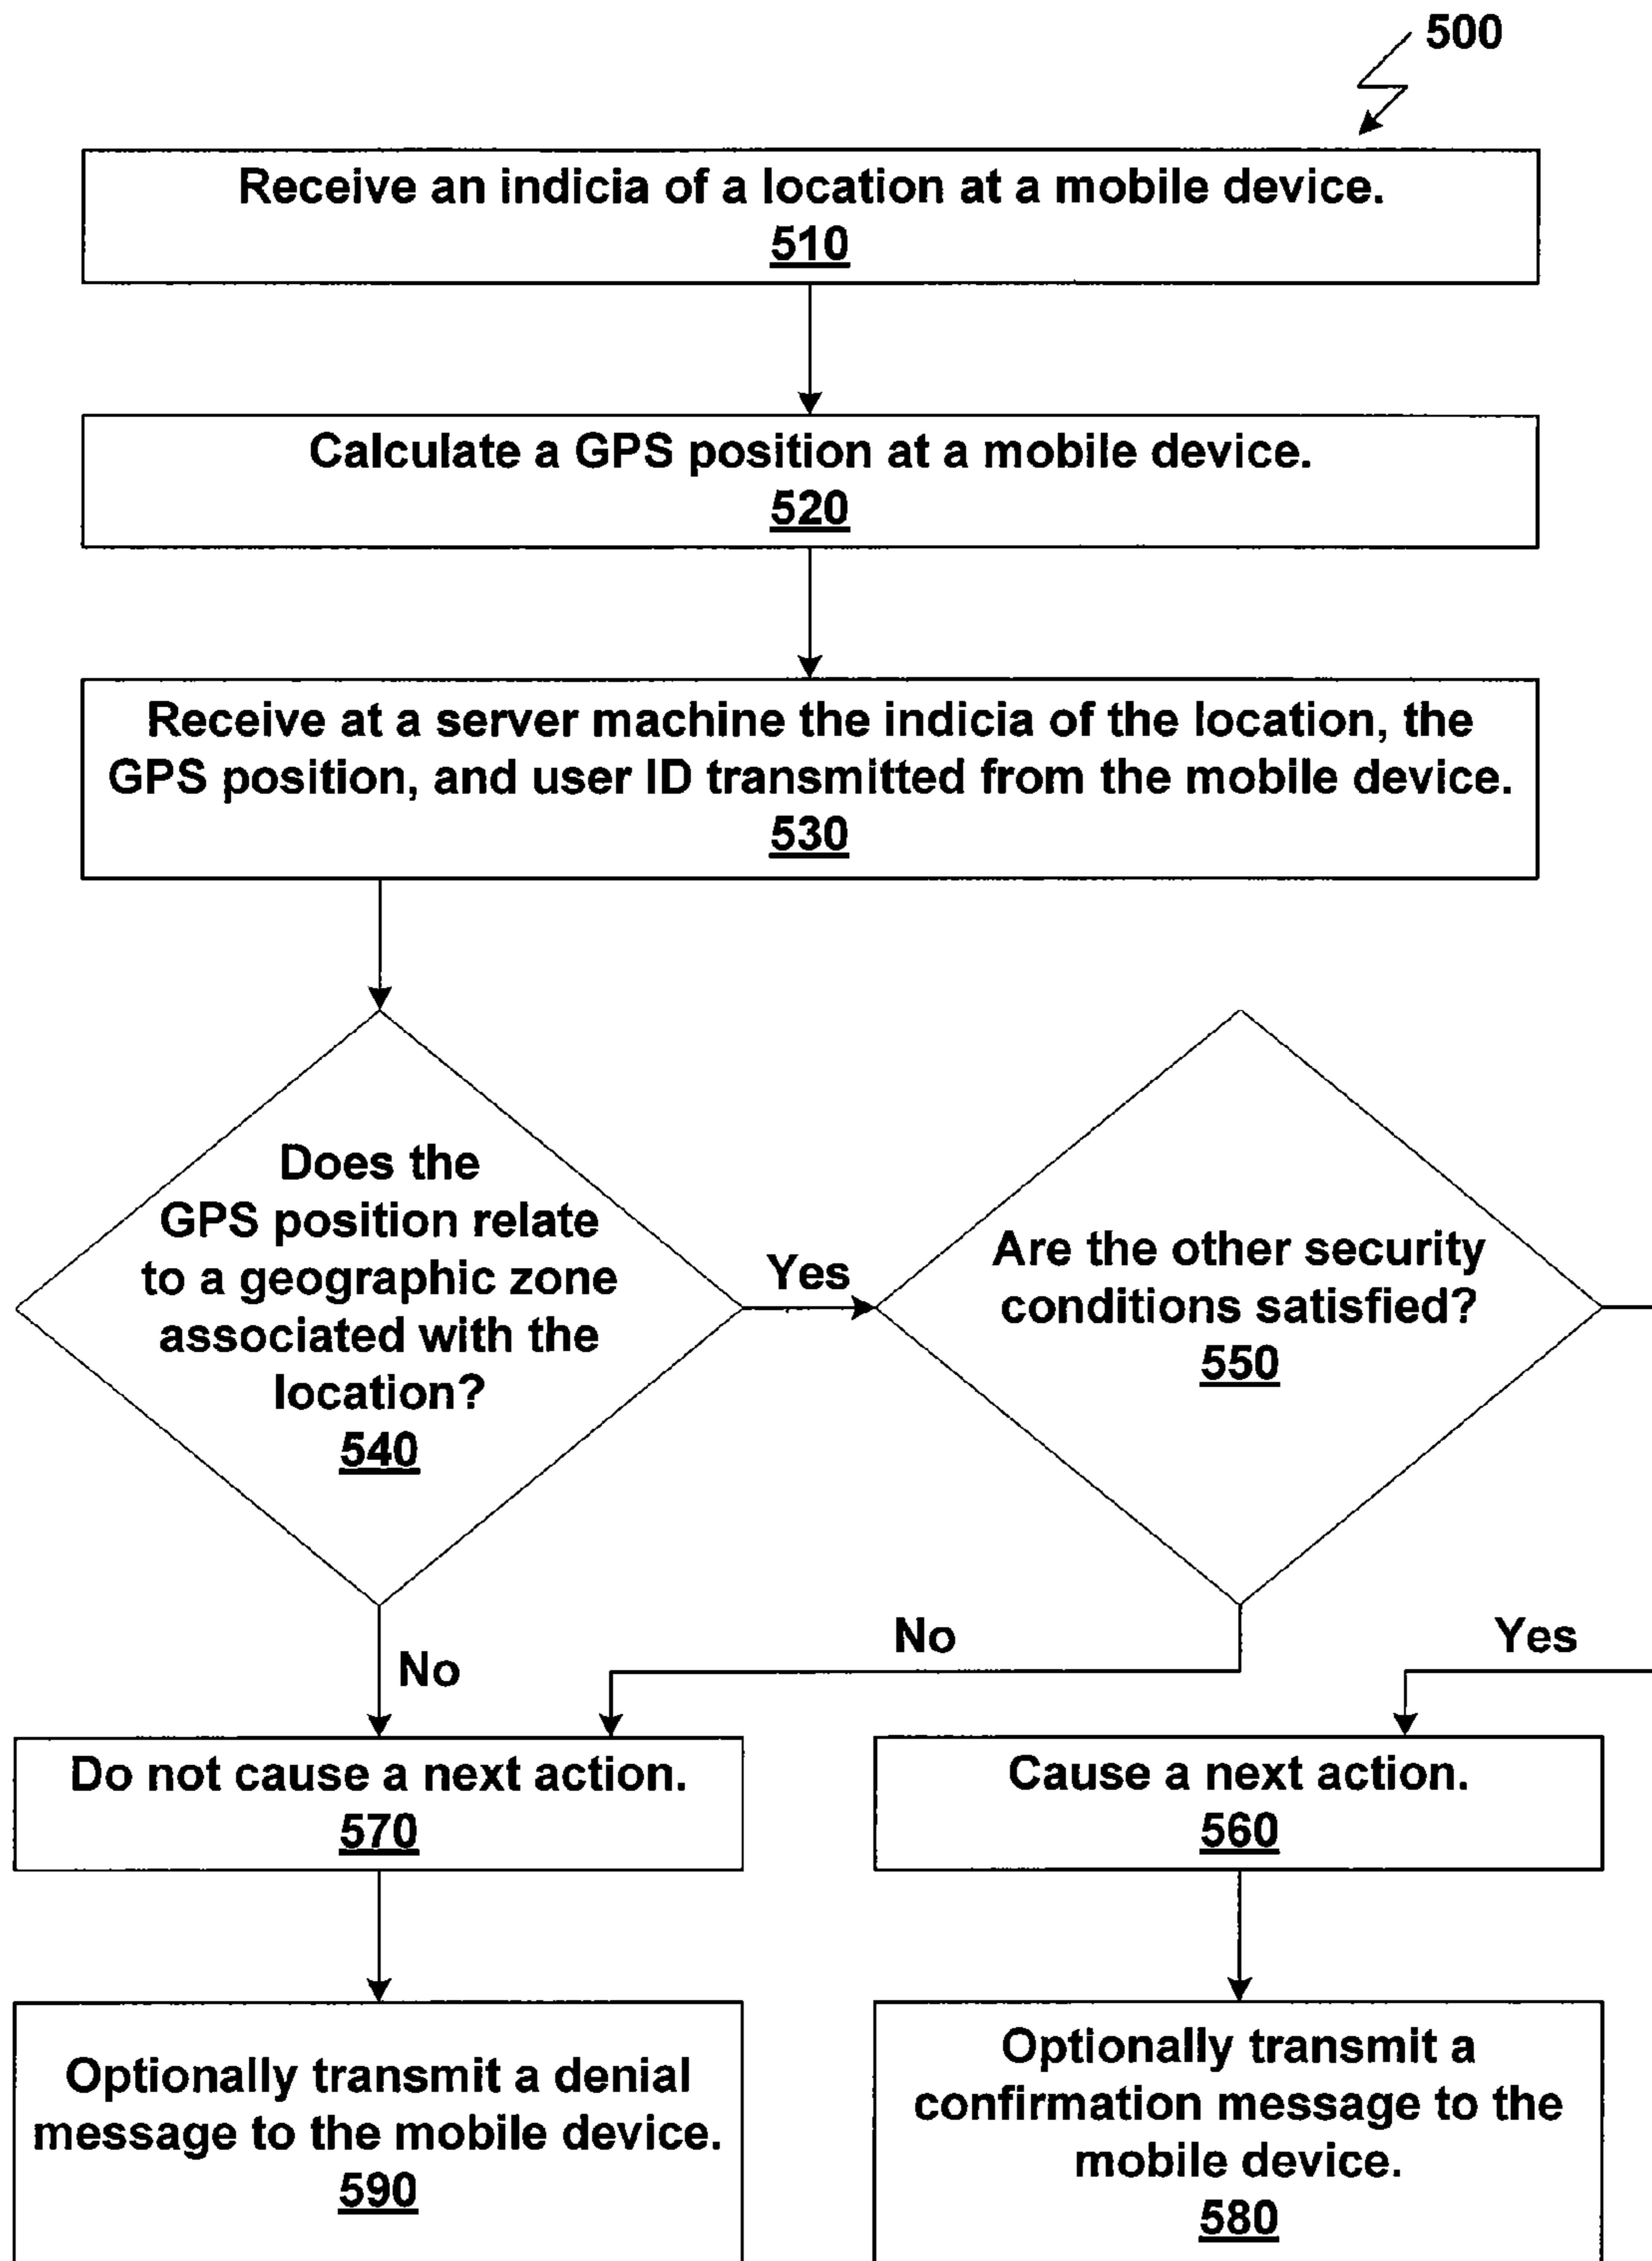 500
Receive an indicia of a location at a mobile device.
510
Calculate a GPS position at a mobile device.
520
Receive at a server machine the indicia of the location, the
GPS position, and user ID transmitted from the mobile device.
530
Does the
GPS position relate
to a geographic zone
associated with the
location?
540
Yes
Are the other security
conditions satisfied?
550
No
No
Yes
Do not cause a next action.
570
Cause a next action.
560
Optionally transmit a denial
message to the mobile device.
590
Optionally transmit a
confirmation message to the
mobile device.
580